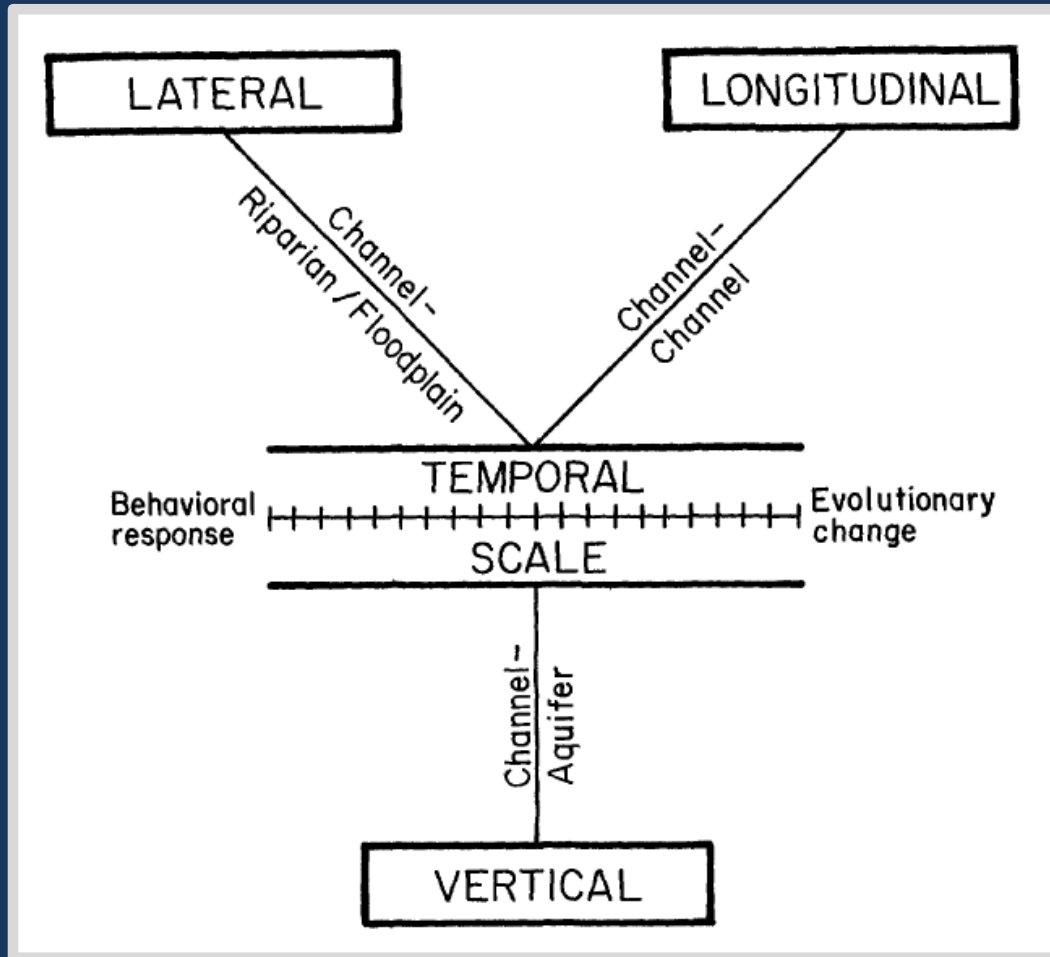 LATERAL
LONGITUDINAL
Channel-
Riparian/Floodplain
Channel-
Channel
TEMPORAL
Behavioral
response
Evolutionary
change
SCALE
Channel-
Aquifer
VERTICAL